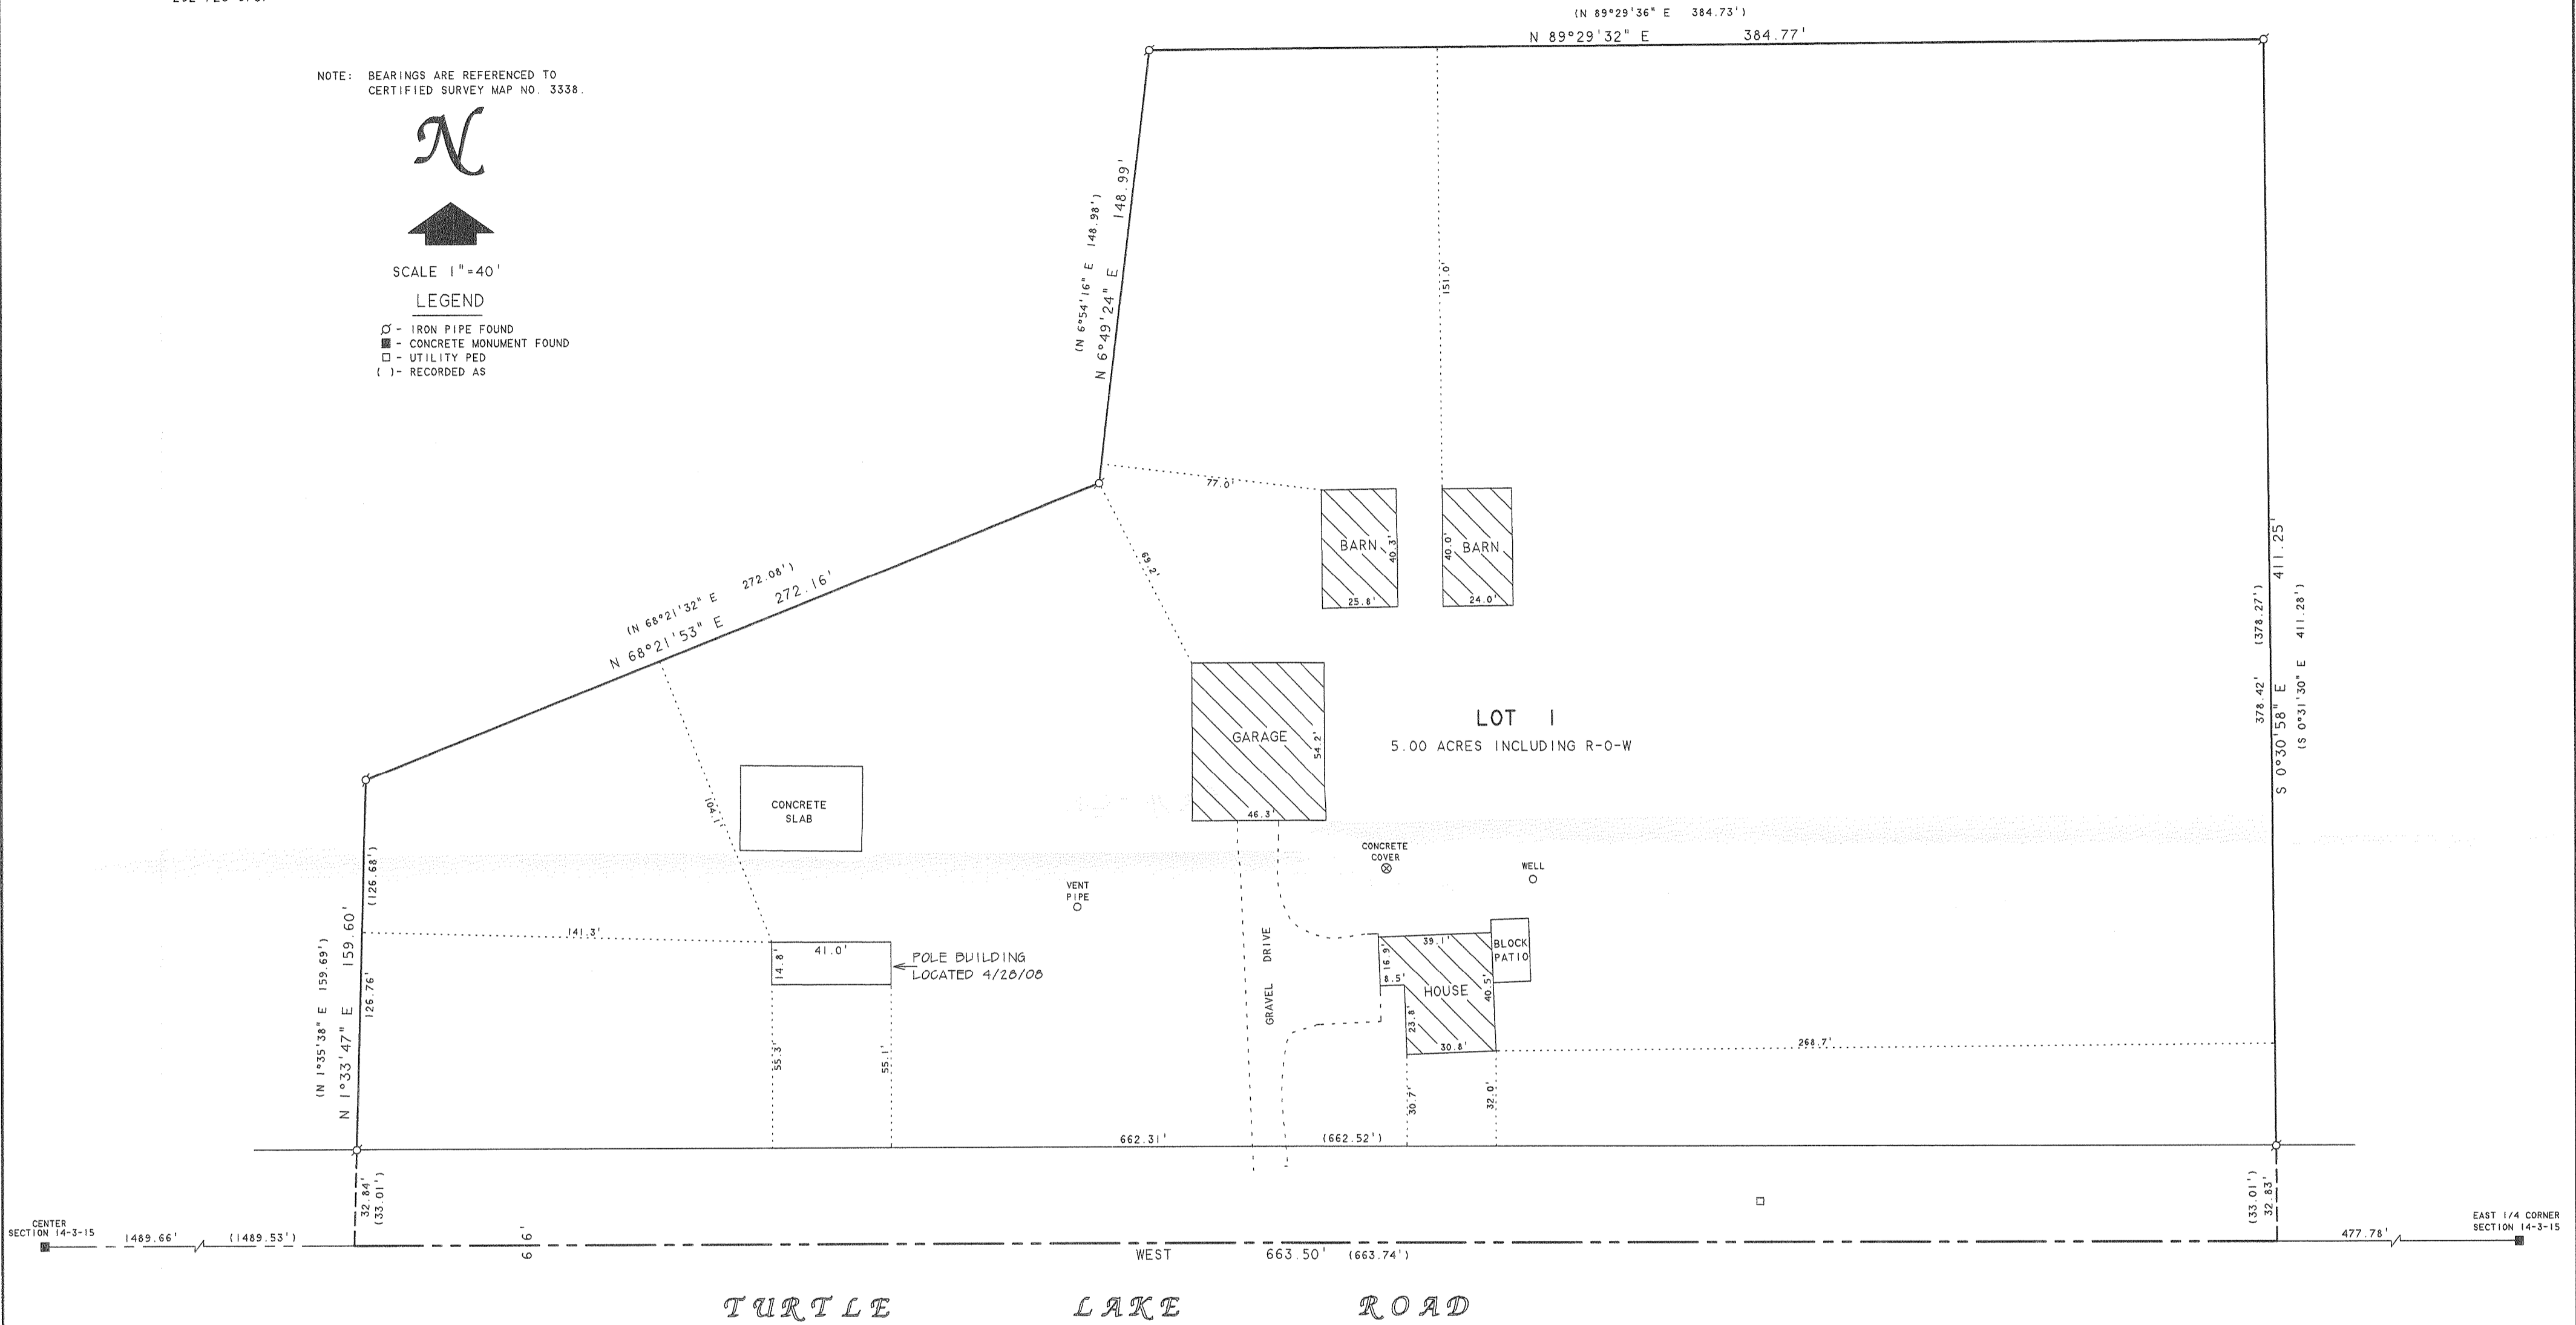 (N 89°29'36" E 384.73')
N 89°29'32" E 384.77'
NOTE: BEARINGS ARE REFERENCED TO
CERTIFIED SURVEY MAP NO. 3338.
N
SCALE 1"=40'
LEGEND
- IRON PIPE FOUND
- CONCRETE MONUMENT FOUND
- UTILITY PED
( )- RECORDED AS
(N 6°54'16" E 148.98')
N 6°49'24" E 148.99'
151.0'
77.0'
69.2'
BARN
40.3'
25.8'
BARN
40.0'
24.0'
(N 68°21'32" E 272.08')
N 68°21'53" E 272.16'
104.1'
CONCRETE
SLAB
GARAGE
54.2'
46.3'
LOT 1
5.00 ACRES INCLUDING R-O-W
378.42' (378.27')
S 0°30'58" E 411.25'
(S 0°31'30" E 411.28')
CONCRETE
COVER
WELL
VENT
PIPE
(N 1°35'38" E 159.69')
N 1°33'47" E 159.60'
126.76' (126.68')
141.3'
41.0'
14.8'
POLE BUILDING
LOCATED 4/28/08
55.3'
55.1'
GRAVEL DRIVE
39.1'
16.9'
8.5'
HOUSE
40.5'
23.8'
30.8'
BLOCK
PATIO
268.7'
30.7'
32.0'
662.31' (662.52')
32.84'
(33.01')
(33.01')
32.83'
CENTER
SECTION 14-3-15
1489.66' (1489.53')
66'
WEST 663.50' (663.74')
477.78'
EAST 1/4 CORNER
SECTION 14-3-15
TURTLE LAKE ROAD